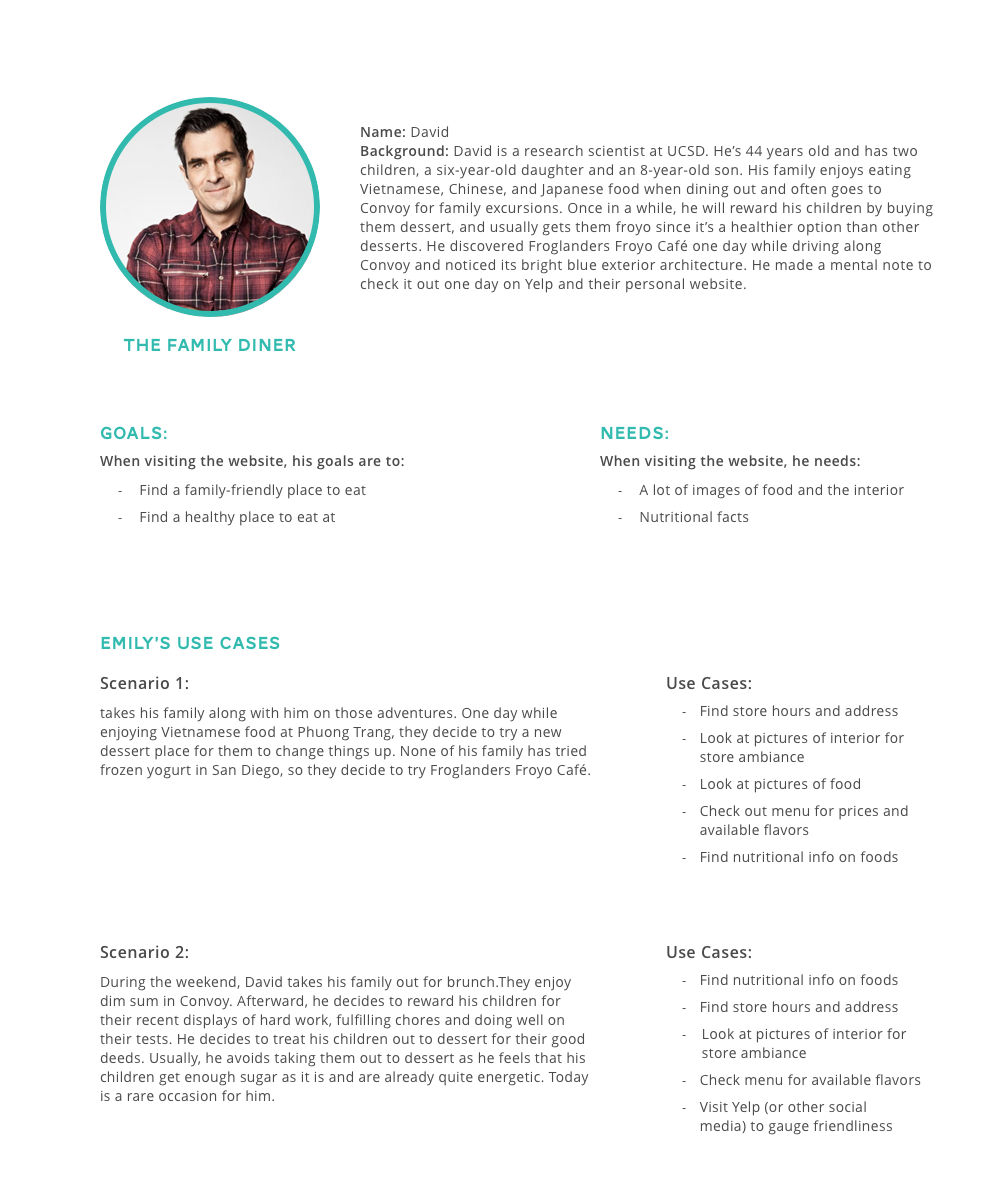 Name: David
Background: David is a research scientist at UCSD. He’s 44 years old and has two
children, a six-year-old daughter and an 8-year-old son. His family enjoys eating
Vietnamese, Chinese, and Japanese food when dining out and often goes to
Convoy for family excursions. Once in a while, he will reward his children by buying
them dessert, and usually gets them froyo since it’s a healthier option than other
desserts. He discovered Froglanders Froyo Café one day while driving along
Convoy and noticed its bright blue exterior architecture. He made a mental note to
check it out one day on Yelp and their personal website.
THE FAMILY DINER
GOALS:
When visiting the website, his goals are to:
- Find a family-friendly place to eat
- Find a healthy place to eat at
NEEDS:
When visiting the website, he needs:
- A lot of images of food and the interior
- Nutritional facts
EMILY’S USE CASES
Scenario 1:
takes his family along with him on those adventures. One day while
enjoying Vietnamese food at Phuong Trang, they decide to try a new
dessert place for them to change things up. None of his family has tried
frozen yogurt in San Diego, so they decide to try Froglanders Froyo Café.
Use Cases:
- Find store hours and address
- Look at pictures of interior for
store ambiance
- Look at pictures of food
- Check out menu for prices and
available flavors
- Find nutritional info on foods
Scenario 2:
During the weekend, David takes his family out for brunch.They enjoy
dim sum in Convoy. Afterward, he decides to reward his children for
their recent displays of hard work, fulfilling chores and doing well on
their tests. He decides to treat his children out to dessert for their good
deeds. Usually, he avoids taking them out to dessert as he feels that his
children get enough sugar as it is and are already quite energetic. Today
is a rare occasion for him.
Use Cases:
- Find nutritional info on foods
- Find store hours and address
- Look at pictures of interior for
store ambiance
- Check menu for available flavors
- Visit Yelp (or other social
media) to gauge friendliness